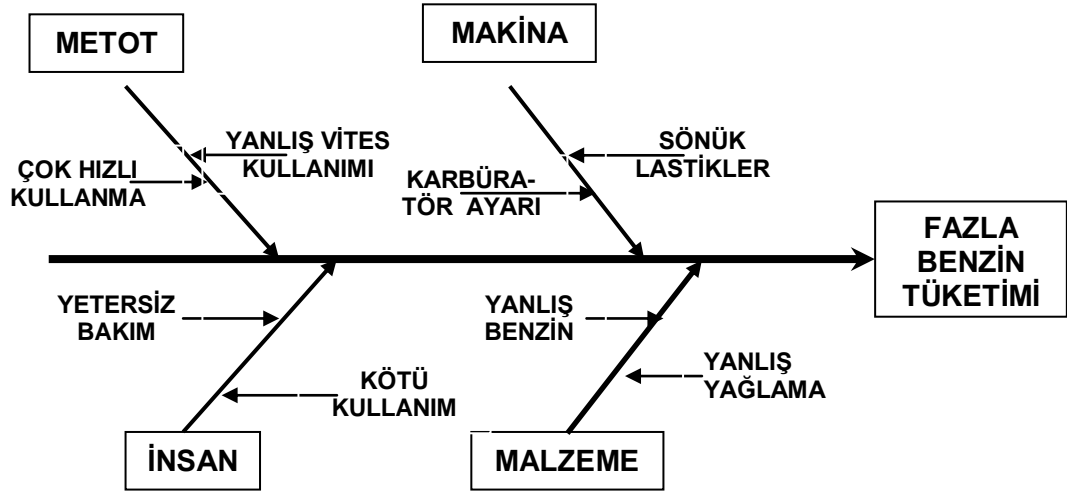 METOT
MAKİNA
YANLIŞ VİTES
KULLANIMI
ÇOK HIZLI
KULLANMA
SÖNÜK
LASTİKLER
KARBÜRA-
TÖR AYARI
FAZLA
BENZİN
TÜKETİMİ
YETERSİZ
BAKIM
YANLIŞ
BENZİN
KÖTÜ
KULLANIM
YANLIŞ
YAĞLAMA
İNSAN
MALZEME